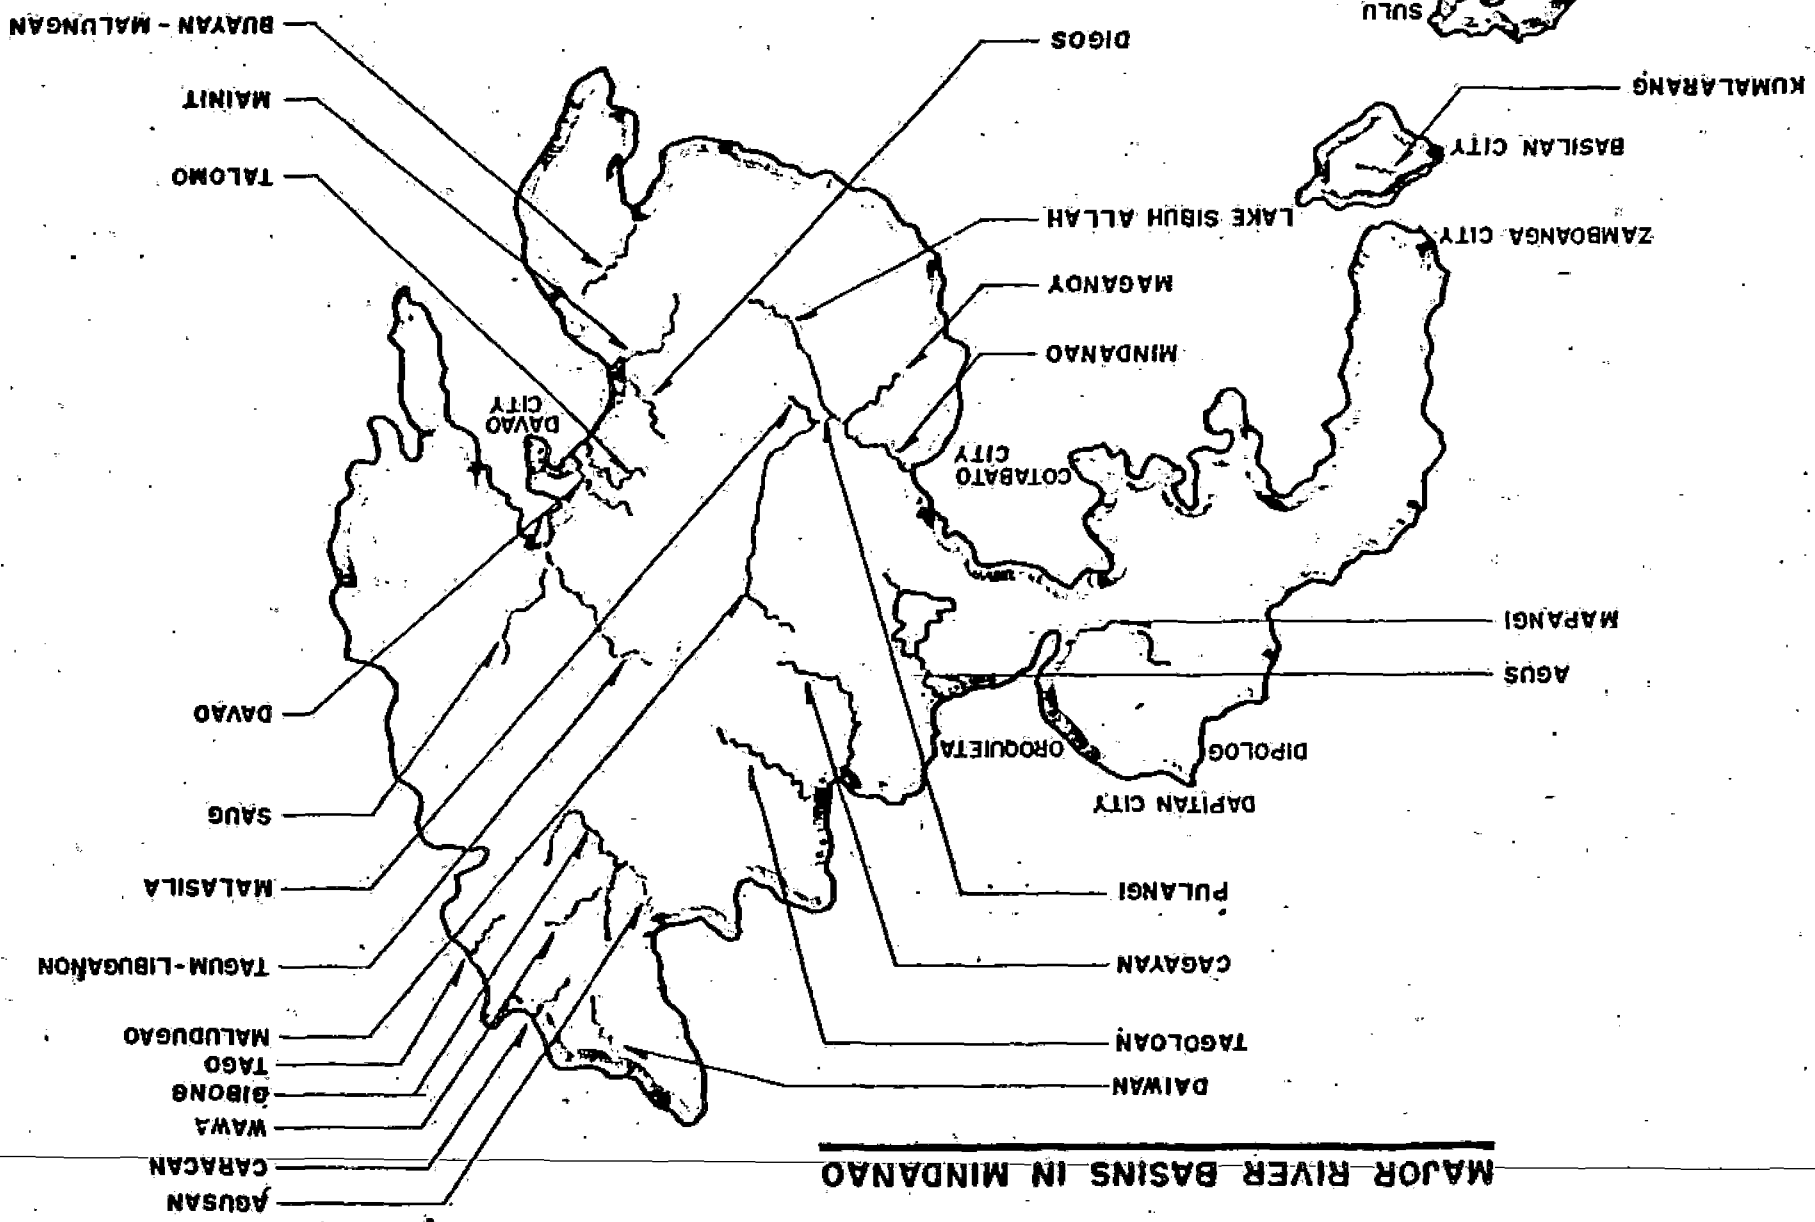 MAJOR RIVER BASINS IN MINDANAO
AGUSAN
CARACAN
WAWA
GIBONG
TAGO
MALUDUGAO
TAGUM-LIBUGAÑON
MALASILA
SAUG
DAVAO
TALOMO
MAINIT
BUAYAN - MALUNGAN
DAIWAN
TAGOLOAN
CAGAYAN
PULANGI
DAPITAN CITY
DIPOLOG
OROQUIETA
AGUS
MAPANGI
COTABATO
CITY
DAVAO
CITY
MINDANAO
MAGANOY
LAKE SIBUH ALLAH
ZAMBOANGA CITY
BASILAN CITY
KUMALARANG
DIGOS
SULU